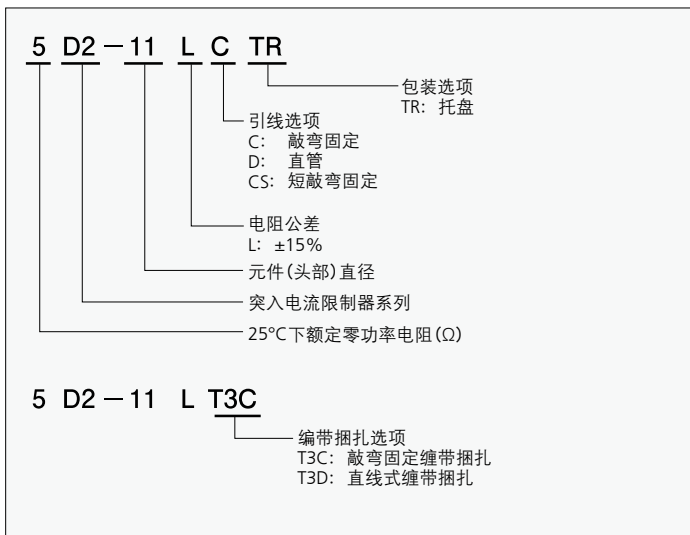 5 D2－11 L C TR
包装选项
TR： 托盘
引线选项
C： 敲弯固定
D： 直管
CS： 短敲弯固定
电阻公差
L： ±15%
元件(头部)直径
突入电流限制器系列
25°C下额定零功率电阻(Ω)
5 D2－11 L T3C
编带捆扎选项
T3C： 敲弯固定缠带捆扎
T3D： 直线式缠带捆扎